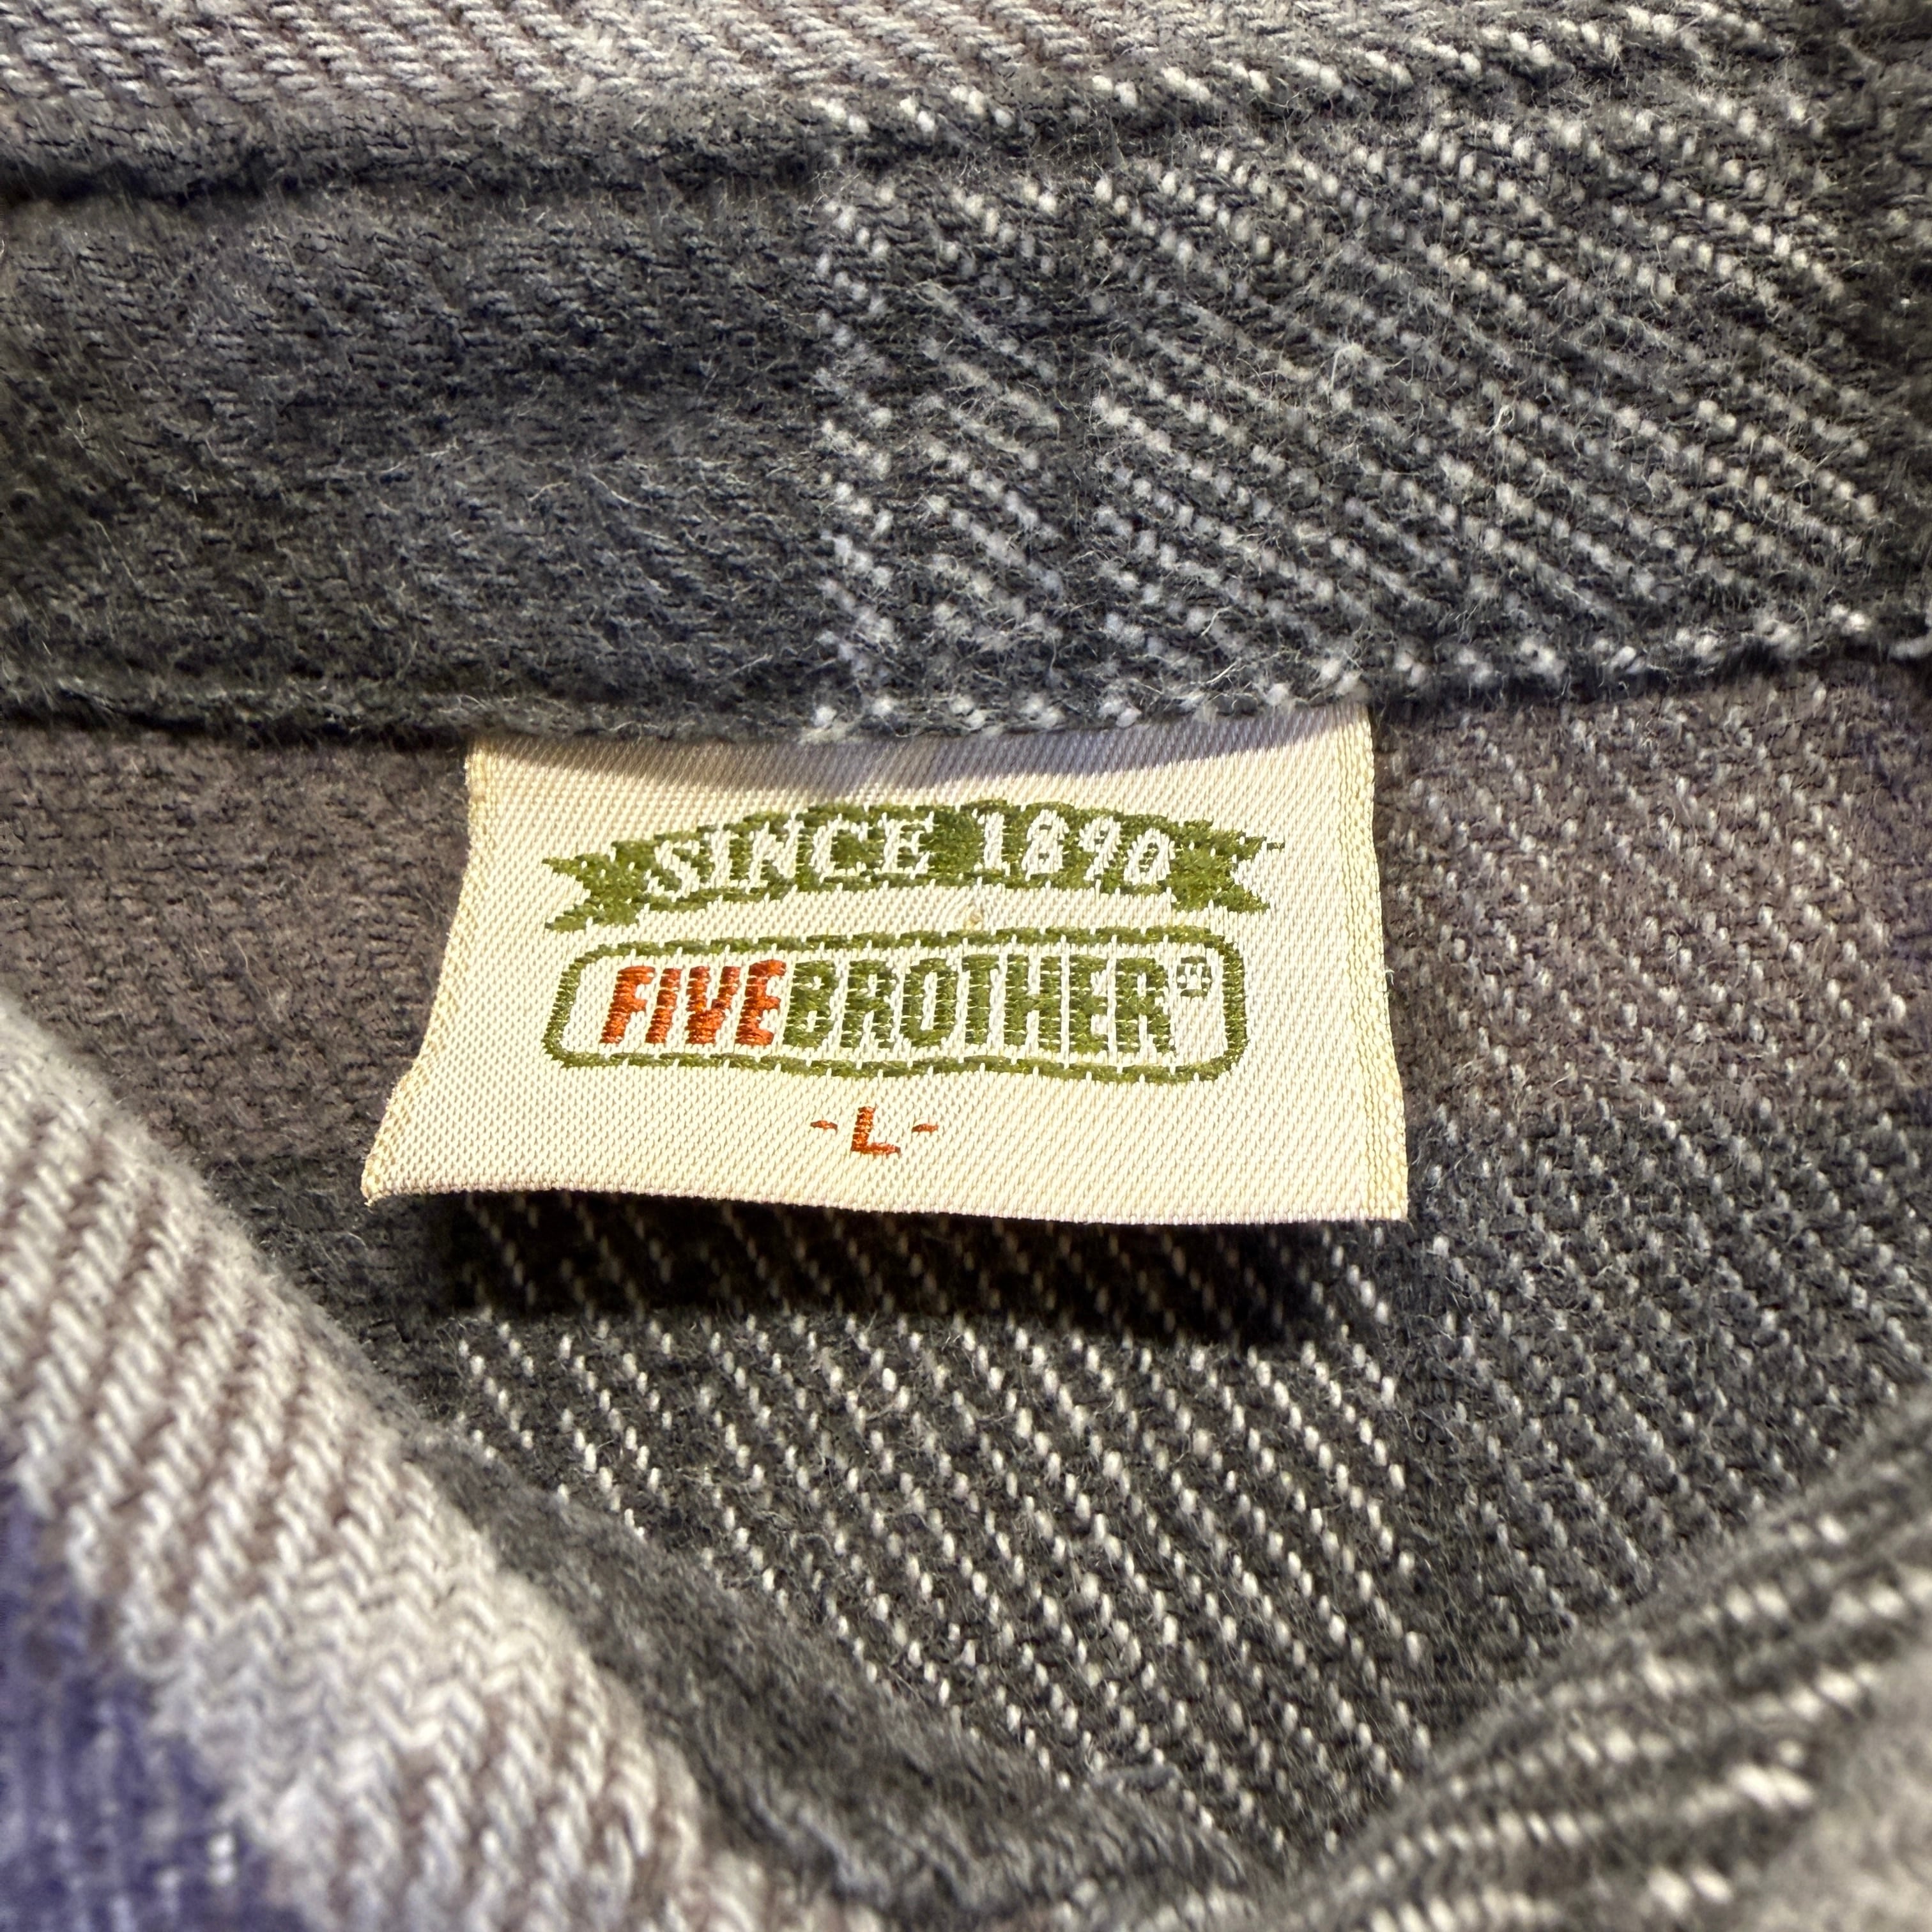 SINCE 1890
FIVEBROTHER®
-L-